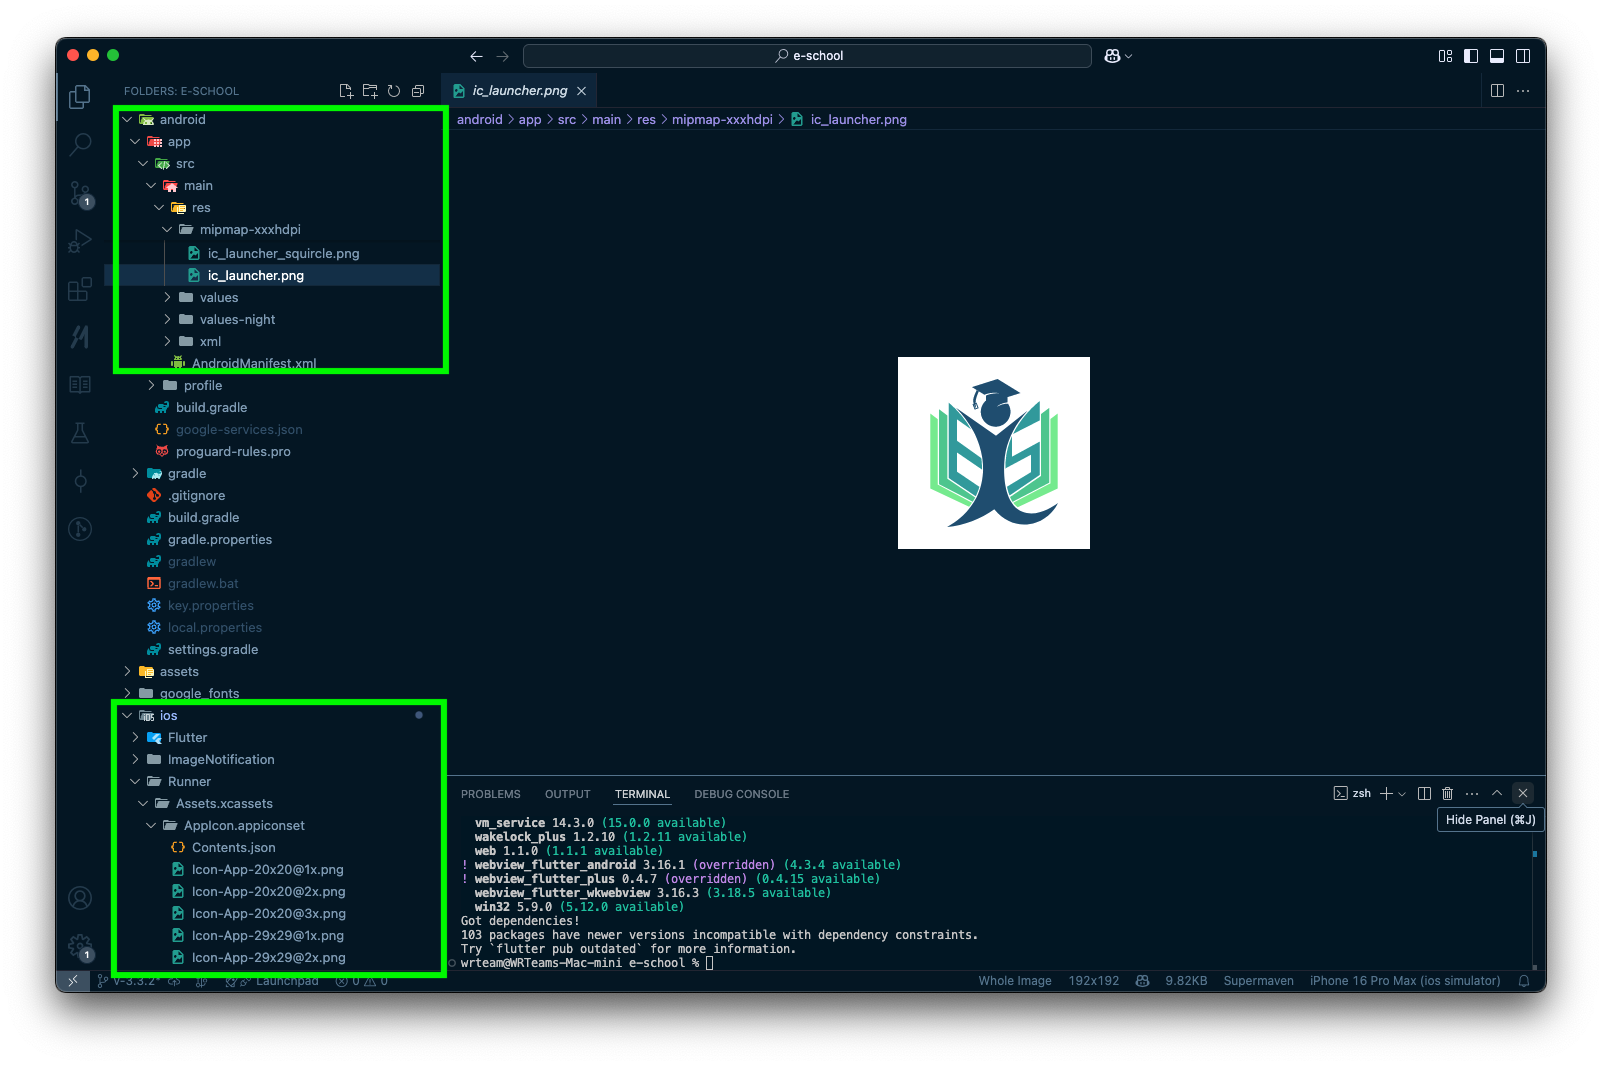 e-school
FOLDERS: E-SCHOOL
ic_launcher.png
android
android > app > src > main > res > mipmap-xxxhdpi > ic_launcher.png
app
src
main
res
mipmap-xxxhdpi
ic_launcher_squircle.png
ic_launcher.png
values
values-night
xml
AndroidManifest.xml
profile
build.gradle
google-services.json
proguard-rules.pro
gradle
.gitignore
build.gradle
gradle.properties
gradlew
gradlew.bat
key.properties
local.properties
settings.gradle
assets
google_fonts
ios
Flutter
ImageNotification
Runner
Assets.xcassets
AppIcon.appiconset
Contents.json
Icon-App-20x20@1x.png
Icon-App-20x20@2x.png
Icon-App-20x20@3x.png
Icon-App-29x29@1x.png
Icon-App-29x29@2x.png
1
1
PROBLEMS OUTPUT TERMINAL DEBUG CONSOLE
zsh
Hide Panel (⌘J)
vm_service 14.3.0 (15.0.0 available)
wakelock_plus 1.2.10 (1.2.11 available)
web 1.1.0 (1.1.1 available)
! webview_flutter_android 3.16.1 (overridden) (4.3.4 available)
! webview_flutter_plus 0.4.7 (overridden) (0.4.15 available)
webview_flutter_wkwebview 3.16.3 (3.18.5 available)
win32 5.9.0 (5.12.0 available)
Got dependencies!
103 packages have newer versions incompatible with dependency constraints.
Try `flutter pub outdated` for more information.
wrteam@WRTeams-Mac-mini e-school %
V-3.3.2* Launchpad 0 0 Whole Image 192x192 9.82KB Supermaven iPhone 16 Pro Max (ios simulator)